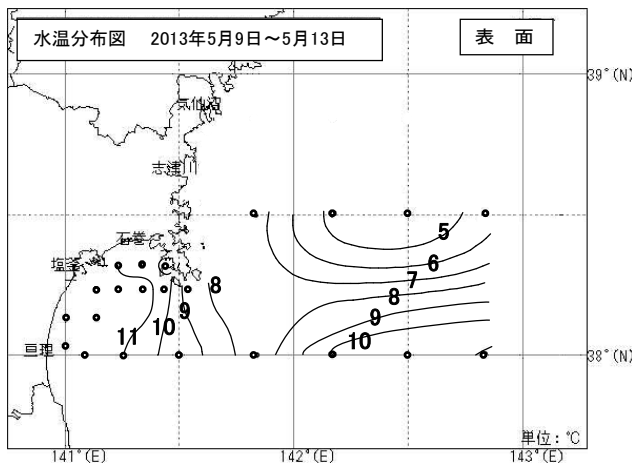 水温分布図 2013年5月9日～5月13日
表 面
39°(N)
気仙沼
志津川
石巻
塩釜
亘理
5
6
7
8
9
10
8
9
10
11
38°(N)
単位：℃
141°(E)
142°(E)
143°(E)